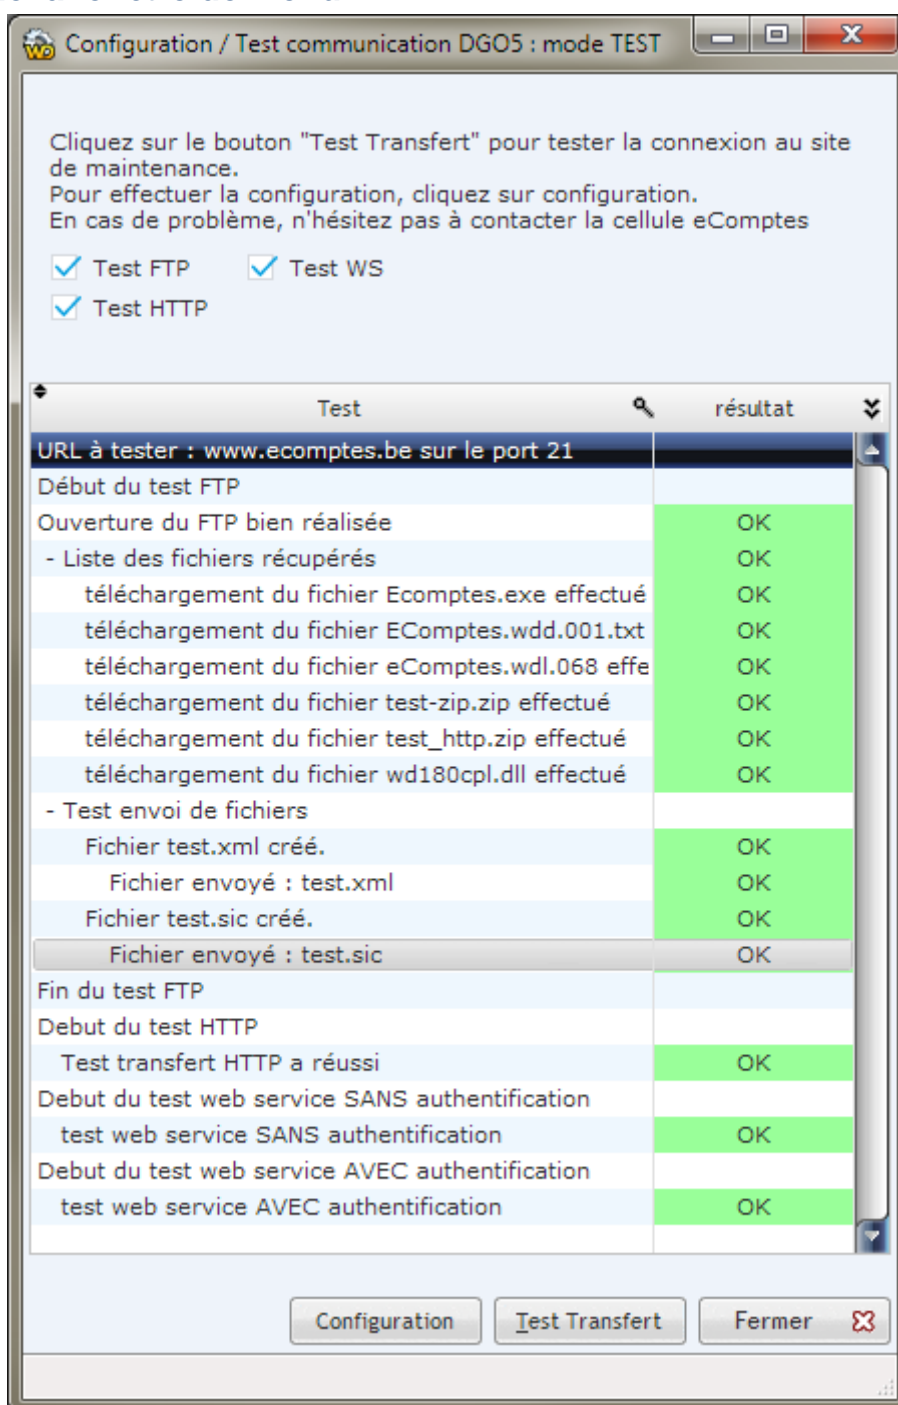 Configuration / Test communication DGO5 : mode TEST
Cliquez sur le bouton "Test Transfert" pour tester la connexion au site
de maintenance.
Pour effectuer la configuration, cliquez sur configuration.
En cas de problème, n'hésitez pas à contacter la cellule eComptes
Test FTP Test WS
Test HTTP
Test résultat
URL à tester : www.ecomptes.be sur le port 21
Début du test FTP
Ouverture du FTP bien réalisée OK
- Liste des fichiers récupérés OK
téléchargement du fichier Ecomptes.exe effectué OK
téléchargement du fichier EComptes.wdd.001.txt OK
téléchargement du fichier eComptes.wdl.068 effe OK
téléchargement du fichier test-zip.zip effectué OK
téléchargement du fichier test_http.zip effectué OK
téléchargement du fichier wd180cpl.dll effectué OK
- Test envoi de fichiers
Fichier test.xml créé. OK
Fichier envoyé : test.xml OK
Fichier test.sic créé. OK
Fichier envoyé : test.sic OK
Fin du test FTP
Debut du test HTTP
Test transfert HTTP a réussi OK
Debut du test web service SANS authentification
test web service SANS authentification OK
Debut du test web service AVEC authentification
test web service AVEC authentification OK
Configuration Test Transfert Fermer